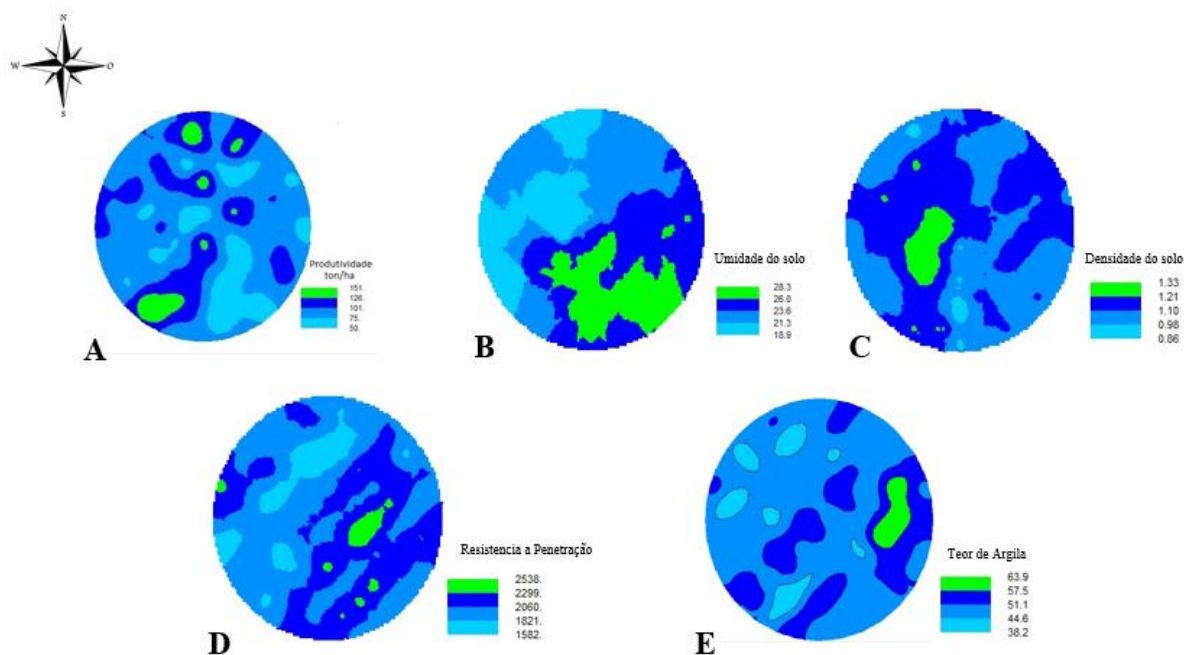 N
W
O
S
Produtividade
ton/ha
151.
126.
101.
75.
50.
A
Umidade do solo
28.3
26.0
23.6
21.3
18.9
B
Densidade do solo
1.33
1.21
1.10
0.98
0.86
C
Resistencia a Penetração
2538.
2299.
2060.
1821.
1582.
D
Teor de Argila
63.9
57.5
51.1
44.6
38.2
E